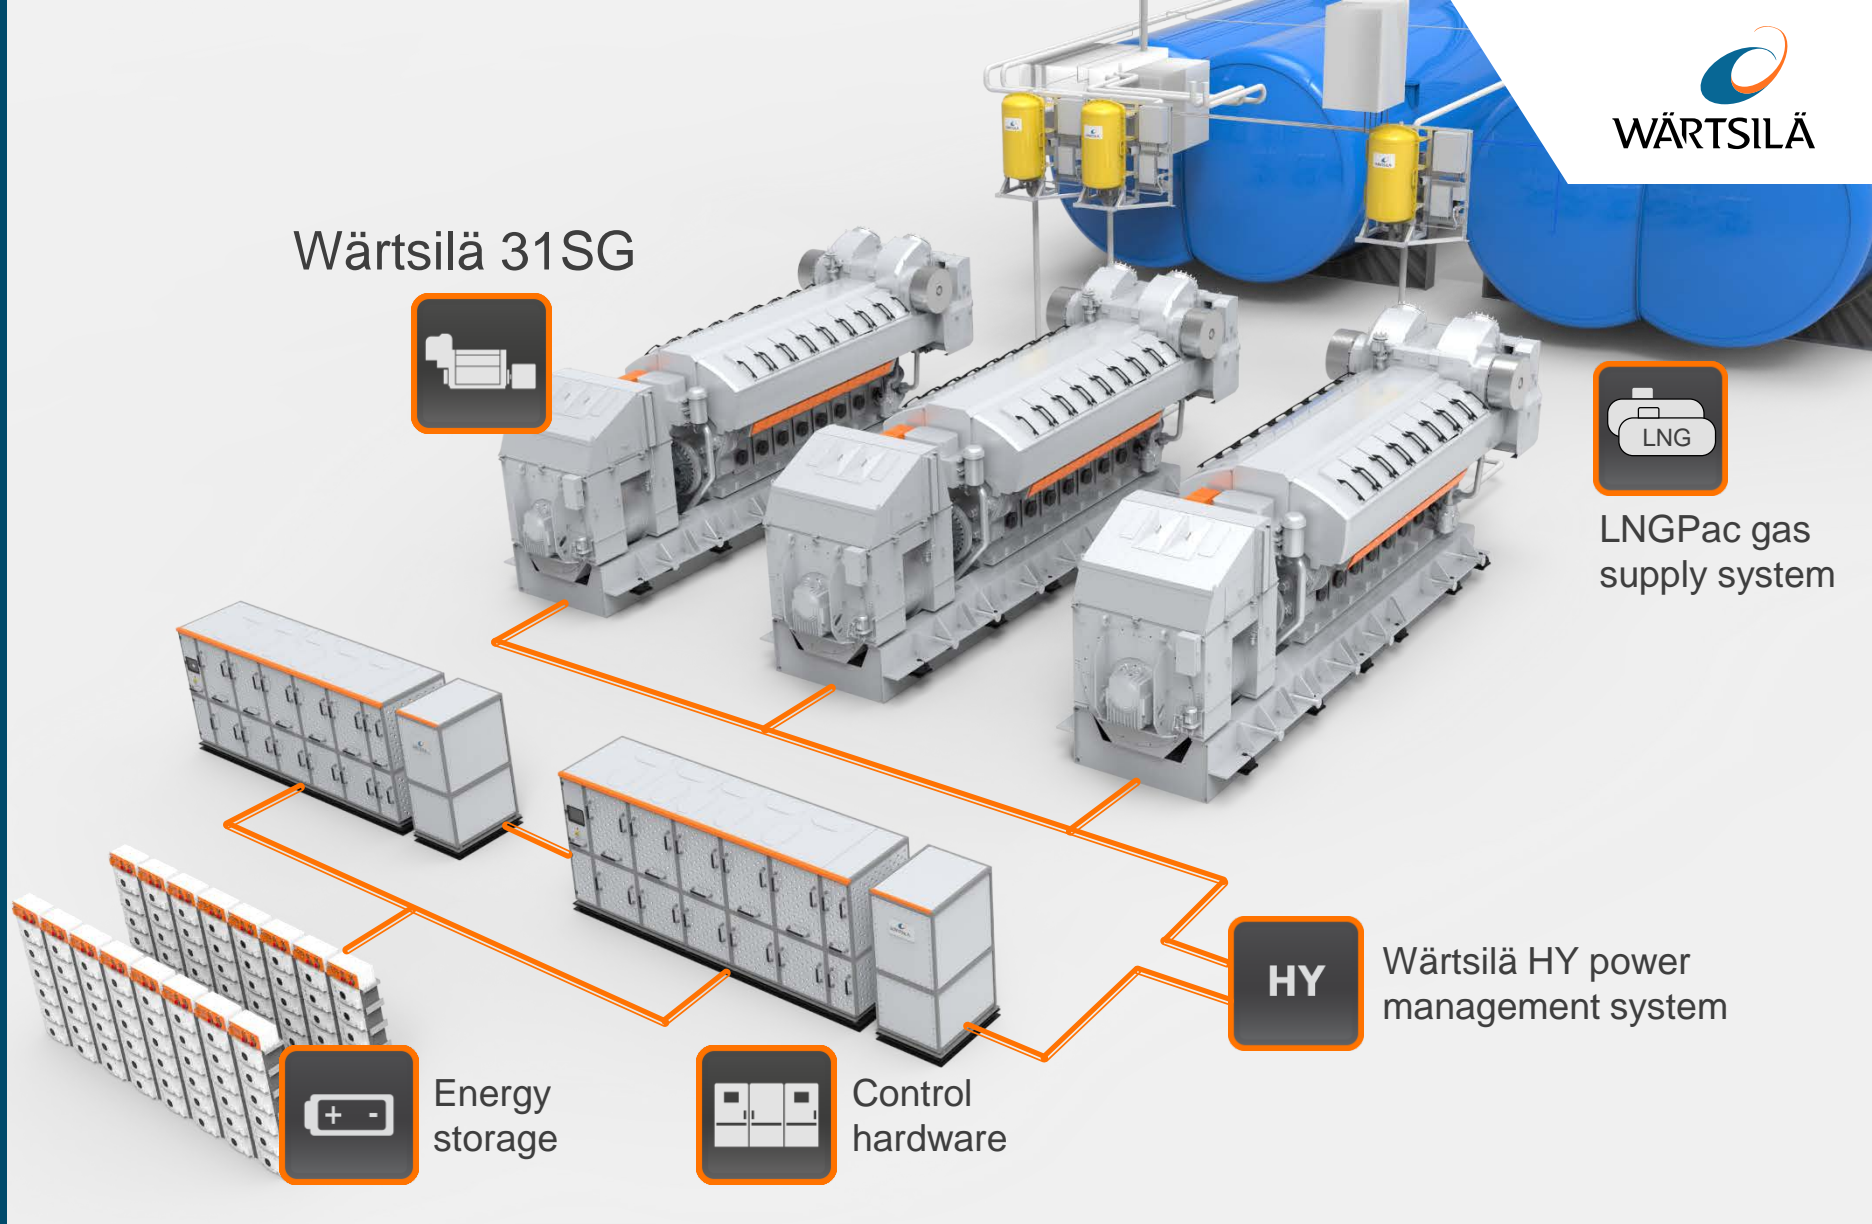 WÄRTSILÄ
Wärtsilä 31SG
LNG
LNGPac gas
supply system
HY
Wärtsilä HY power
management system
+ -
Energy
storage
Control
hardware